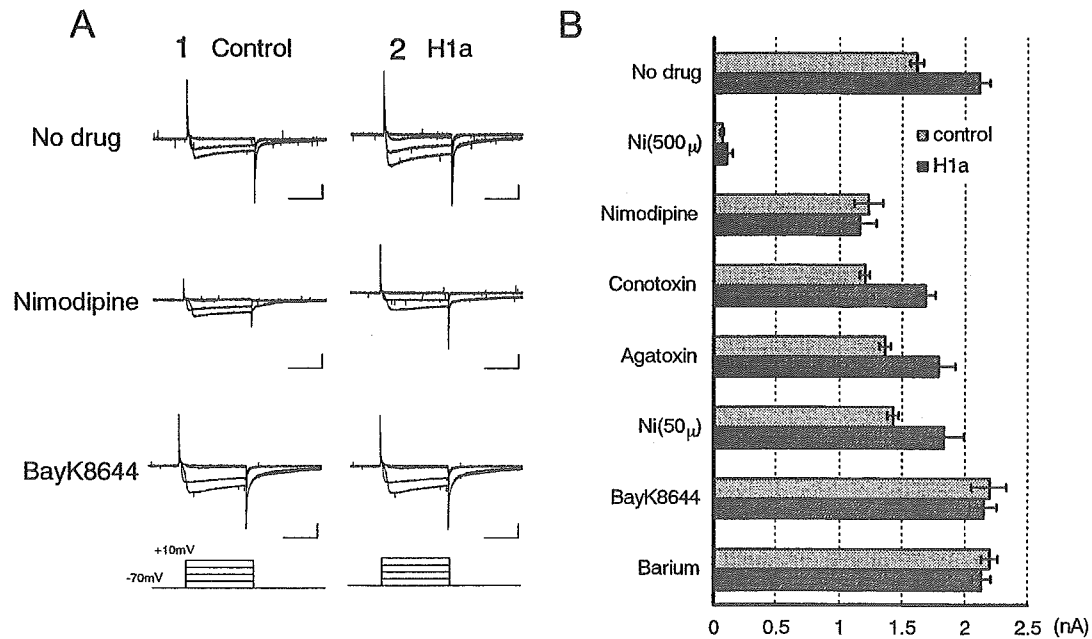 A
1 Control
2 H1a
No drug
Nimodipine
BayK8644
+10mV
-70mV
B
No drug
Ni(500μ)
Nimodipine
Conotoxin
Agatoxin
Ni(50μ)
BayK8644
Barium
control
H1a
0 0.5 1 1.5 2 2.5 (nA)